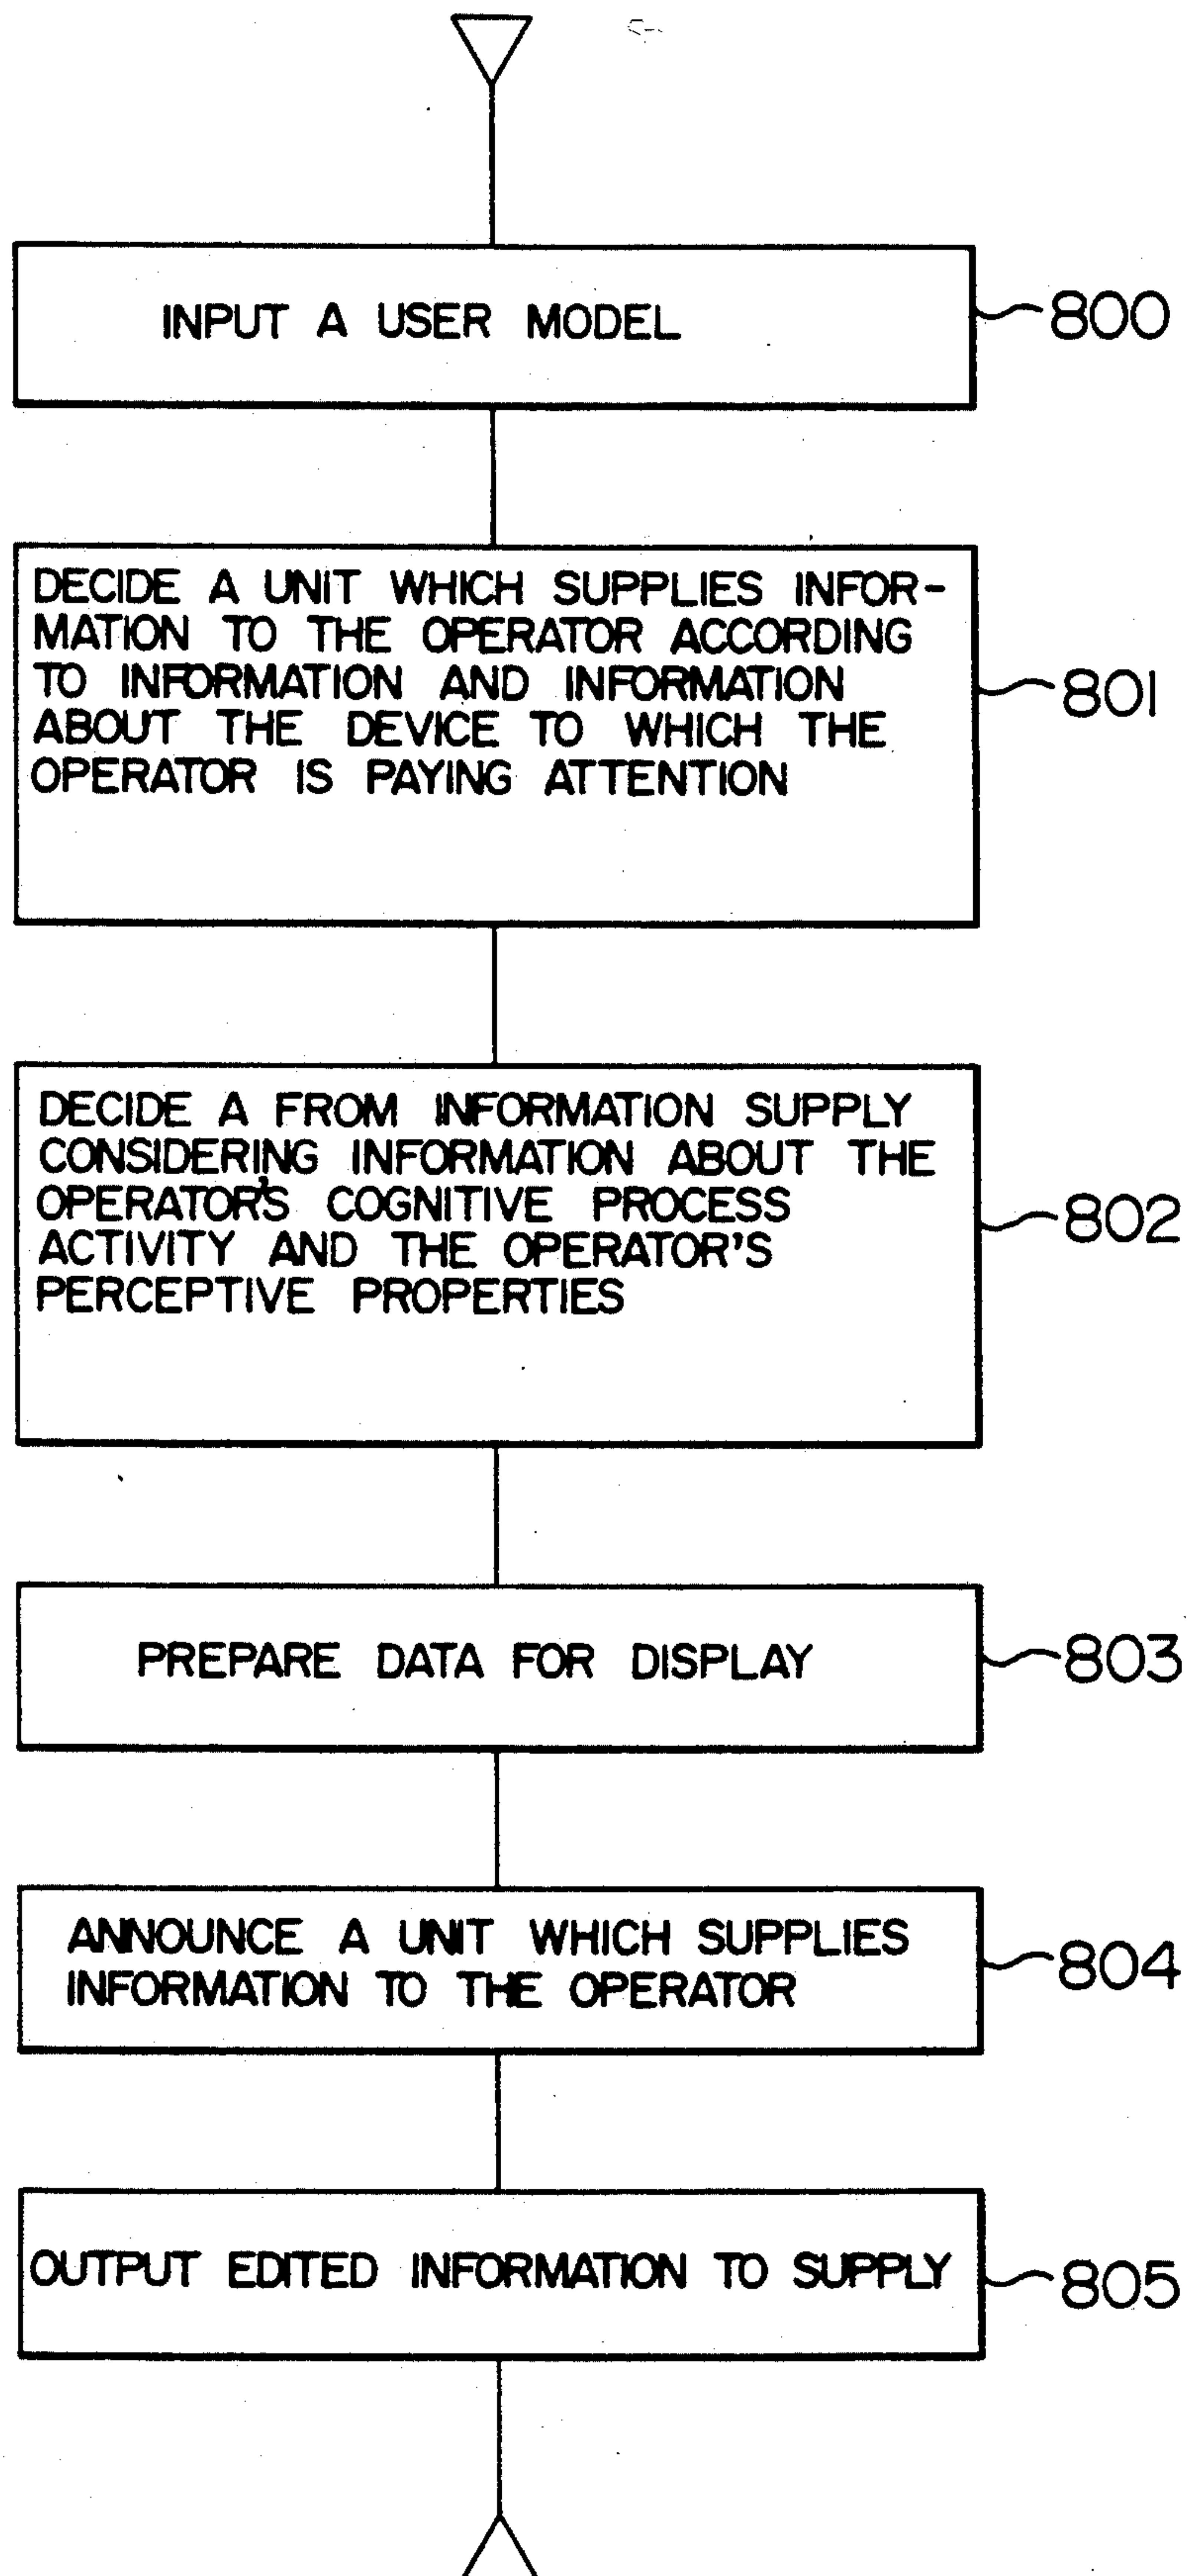 INPUT A USER MODEL
800
DECIDE A UNIT WHICH SUPPLIES INFOR-
MATION TO THE OPERATOR ACCORDING
TO INFORMATION AND INFORMATION
ABOUT THE DEVICE TO WHICH THE
OPERATOR IS PAYING ATTENTION
801
DECIDE A FROM INFORMATION SUPPLY
CONSIDERING INFORMATION ABOUT THE
OPERATOR'S COGNITIVE PROCESS
ACTIVITY AND THE OPERATOR'S
PERCEPTIVE PROPERTIES
802
PREPARE DATA FOR DISPLAY
803
ANNOUNCE A UNIT WHICH SUPPLIES
INFORMATION TO THE OPERATOR
804
OUTPUT EDITED INFORMATION TO SUPPLY
805